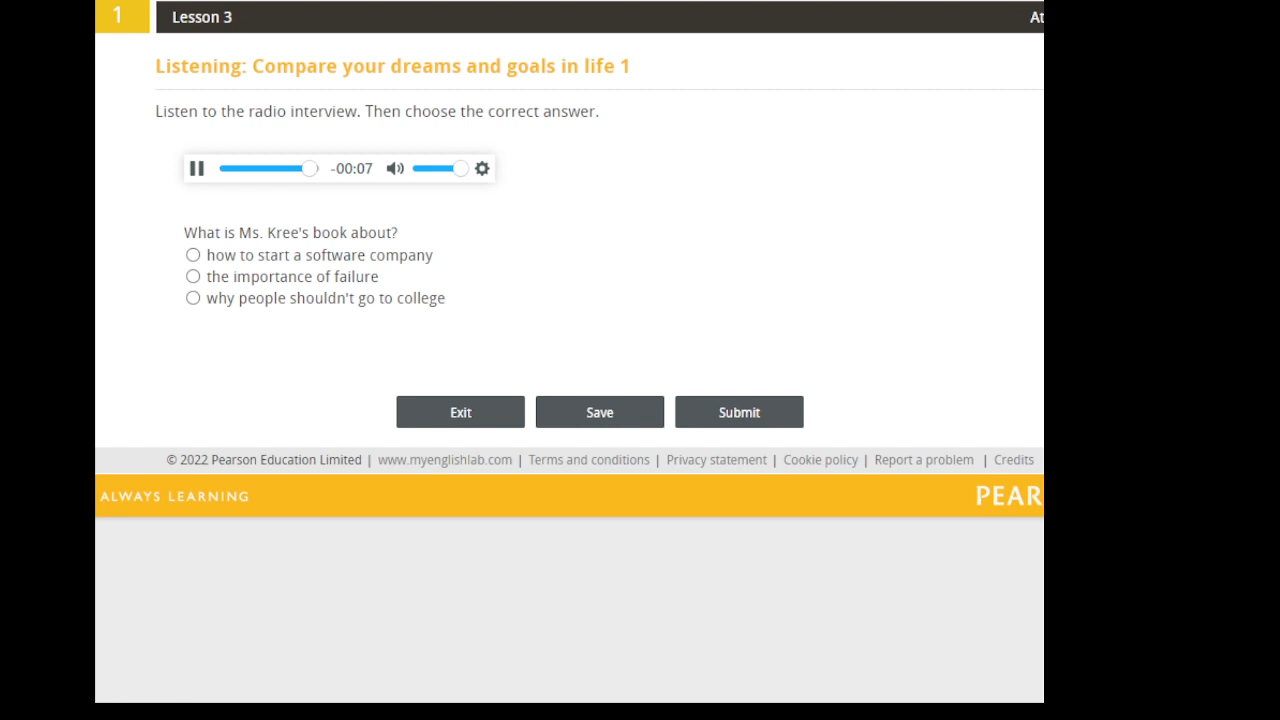 1 Lesson 3 At
Listening: Compare your dreams and goals in life 1
Listen to the radio interview. Then choose the correct answer.
-00:07
What is Ms. Kree's book about?
how to start a software company
the importance of failure
why people shouldn't go to college
Exit Save Submit
© 2022 Pearson Education Limited | www.myenglishlab.com | Terms and conditions | Privacy statement | Cookie policy | Report a problem | Credits
ALWAYS LEARNING PEAR